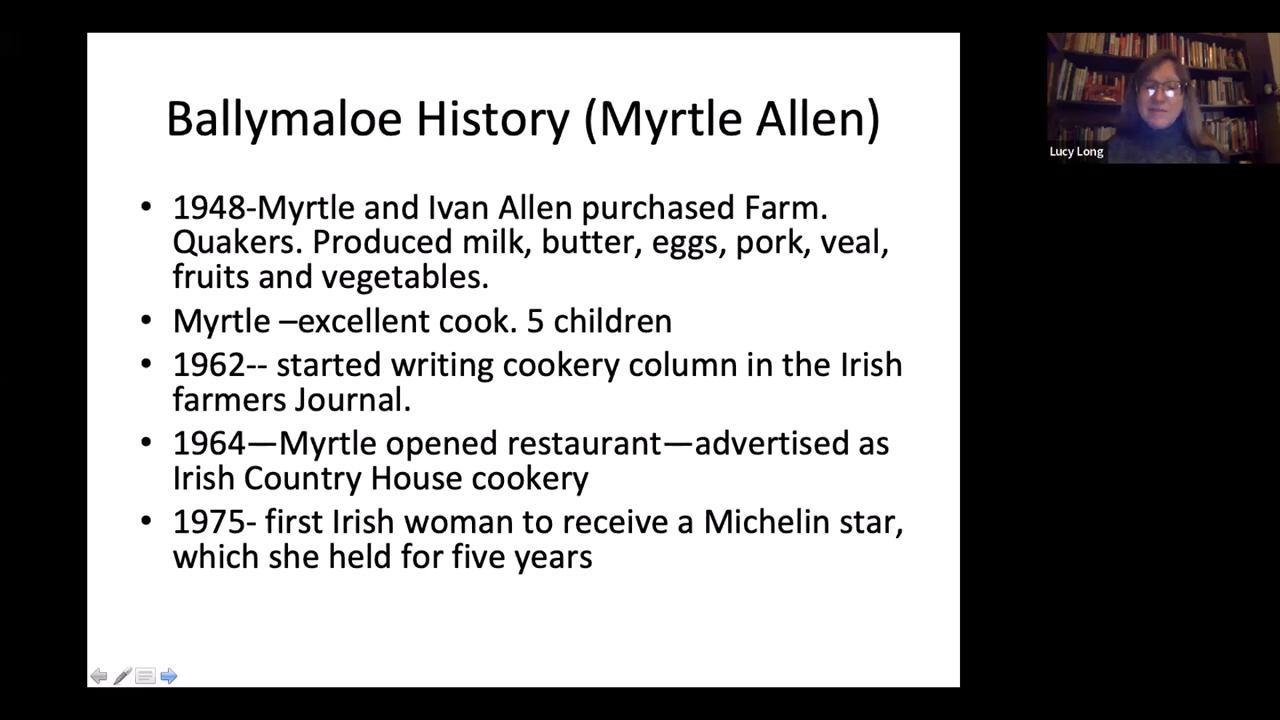 Ballymaloe History (Myrtle Allen)
• 1948-Myrtle and Ivan Allen purchased Farm.
Quakers. Produced milk, butter, eggs, pork, veal,
fruits and vegetables.
• Myrtle –excellent cook. 5 children
• 1962-- started writing cookery column in the Irish
farmers Journal.
• 1964—Myrtle opened restaurant—advertised as
Irish Country House cookery
• 1975- first Irish woman to receive a Michelin star,
which she held for five years
Lucy Long